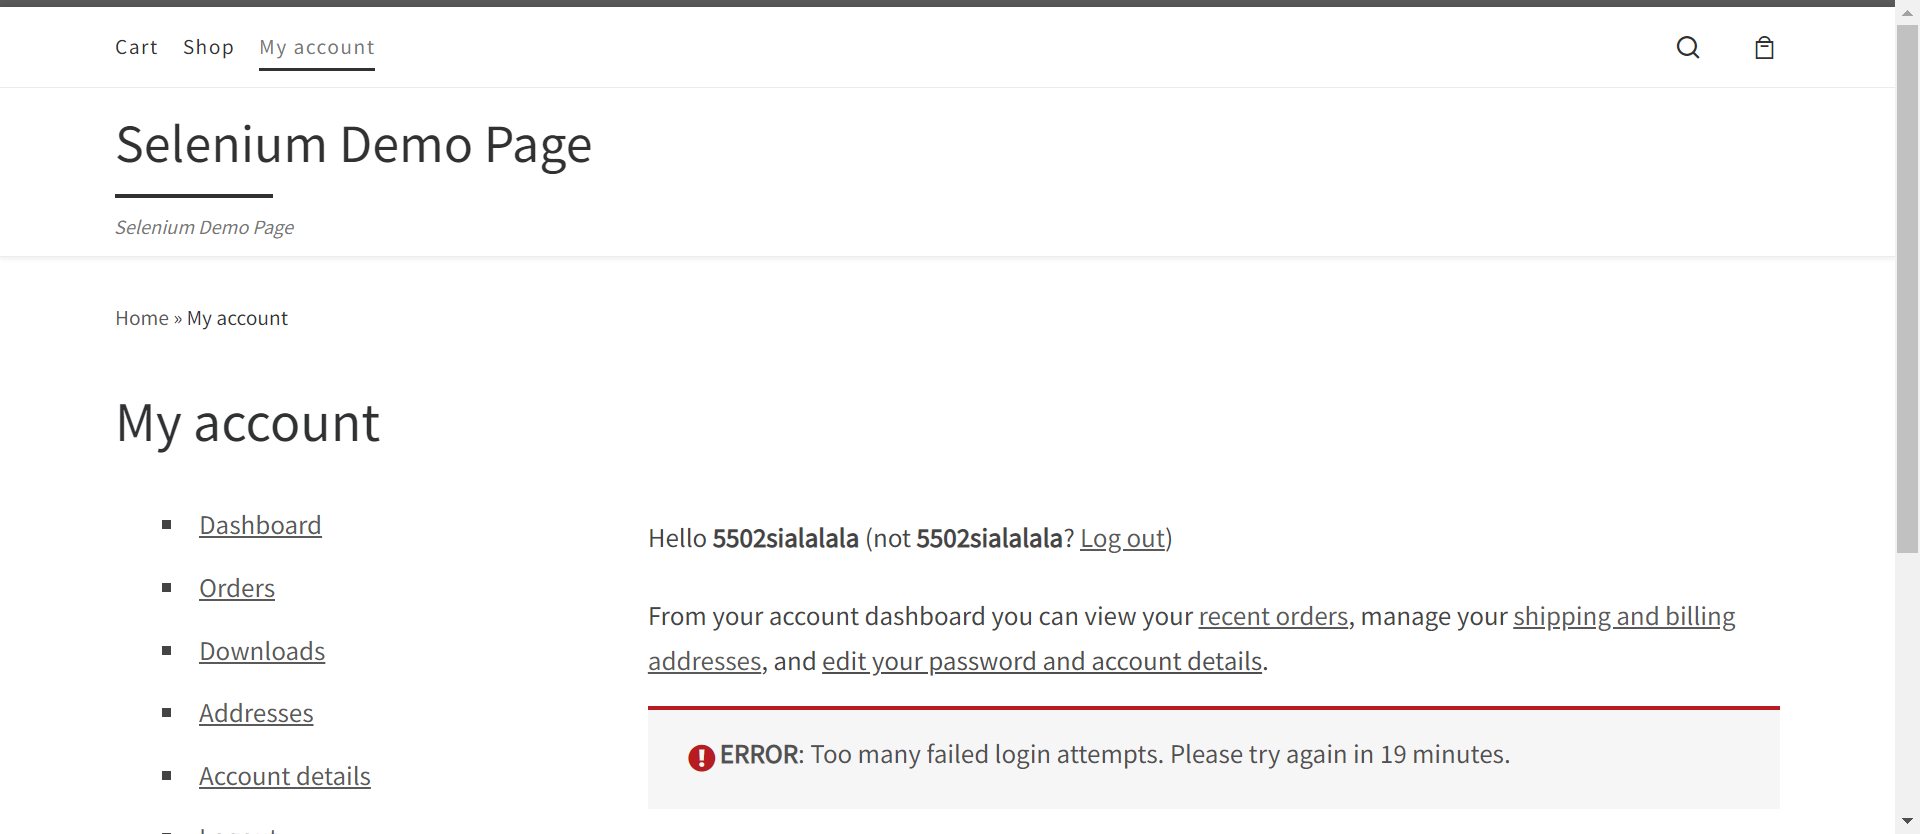 Cart Shop My account
Selenium Demo Page
Selenium Demo Page
Home » My account
My account
Dashboard
Orders
Downloads
Addresses
Account details
Logout
Hello 5502sialalala (not 5502sialalala? Log out)
From your account dashboard you can view your recent orders, manage your shipping and billing
addresses, and edit your password and account details.
ERROR: Too many failed login attempts. Please try again in 19 minutes.